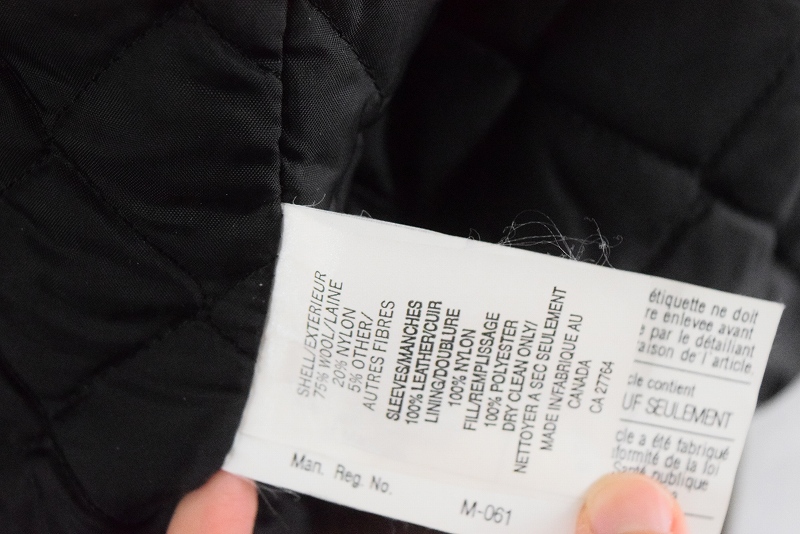 SHELL/EXTERIEUR
75% WOOL/LAINE
20% NYLON
5% OTHER/
AUTRES FIBRES
SLEEVES/MANCHES
100% LEATHER/CUIR
LINING/DOUBLURE
100% NYLON
FILL/REMPLISSAGE
100% POLYESTER
DRY CLEAN ONLY/
NETTOYER A SEC SEULEMENT
MADE IN/FABRIQUE AU
CANADA
CA 27764
étiquette ne doit
re enlevee avant
par le détaillant
aison de l'article.
cle contient
UF SEULEMENT
cle a été fabriqué
formité de la loi
Santé publique
Man. Reg. No.
M-061